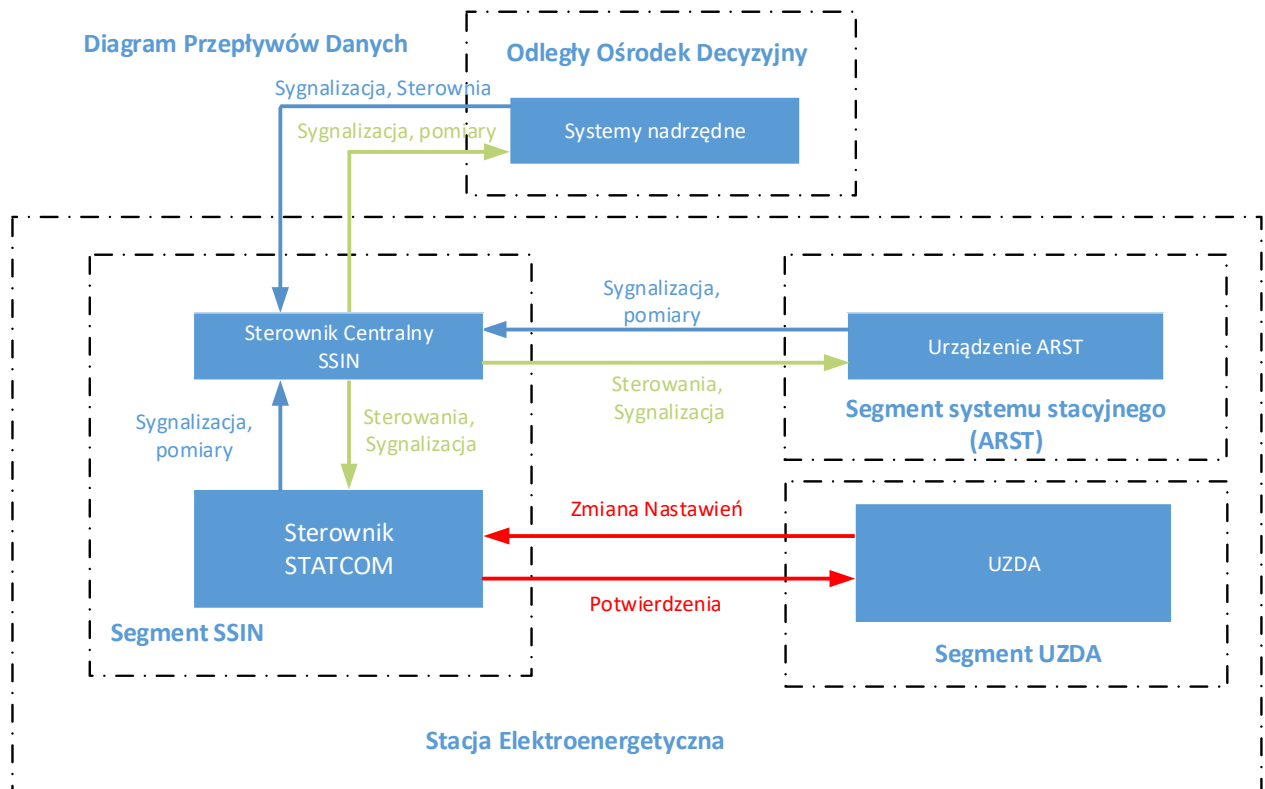 Diagram Przepływów Danych
Odległy Ośrodek Decyzyjny
Sygnalizacja, Sterownia
Sygnalizacja, pomiary
Systemy nadrzędne
Sterownik Centralny
SSIN
Sygnalizacja,
pomiary
Urządzenie ARST
Sterowania,
Sygnalizacja
Segment systemu stacyjnego
(ARST)
Sygnalizacja,
pomiary
Sterowania,
Sygnalizacja
Sterownik
STATCOM
Zmiana Nastawień
Potwierdzenia
UZDA
Segment SSIN
Segment UZDA
Stacja Elektroenergetyczna